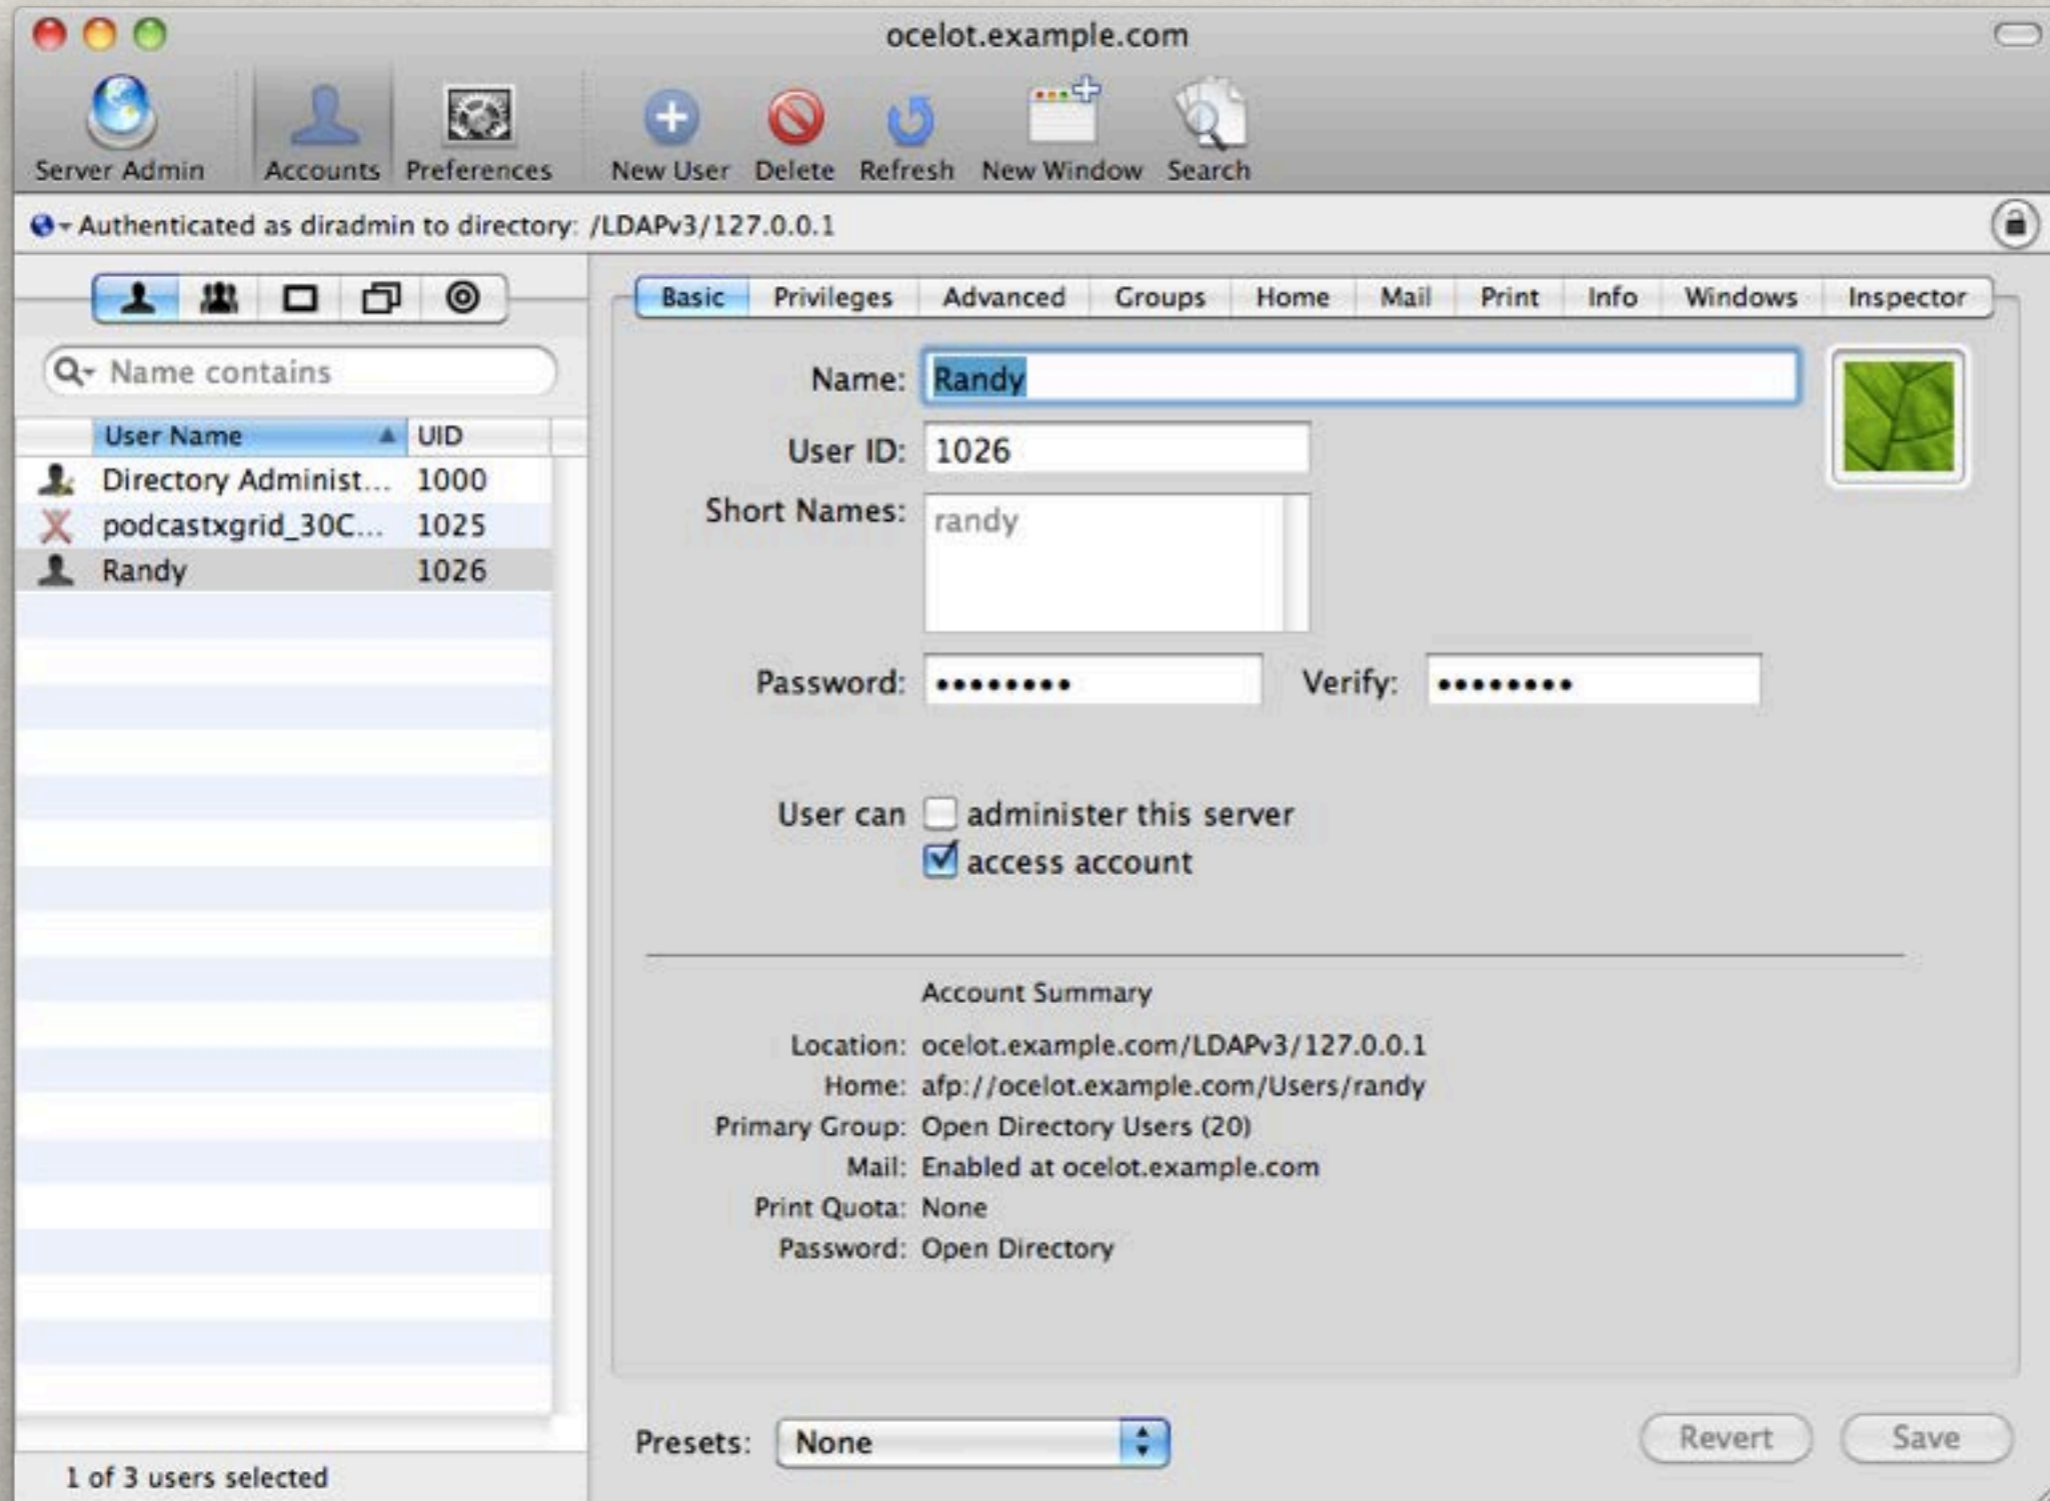 ocelot.example.com
Server Admin Accounts Preferences New User Delete Refresh New Window Search
Authenticated as diradmin to directory: /LDAPv3/127.0.0.1
Basic Privileges Advanced Groups Home Mail Print Info Windows Inspector
Name contains
User Name UID
Directory Administ... 1000
podcastxgrid_30C... 1025
Randy 1026
1 of 3 users selected
Name: Randy
User ID: 1026
Short Names: randy
Password: •••••••• Verify: ••••••••
User can administer this server
access account
Account Summary
Location: ocelot.example.com/LDAPv3/127.0.0.1
Home: afp://ocelot.example.com/Users/randy
Primary Group: Open Directory Users (20)
Mail: Enabled at ocelot.example.com
Print Quota: None
Password: Open Directory
Presets: None Revert Save